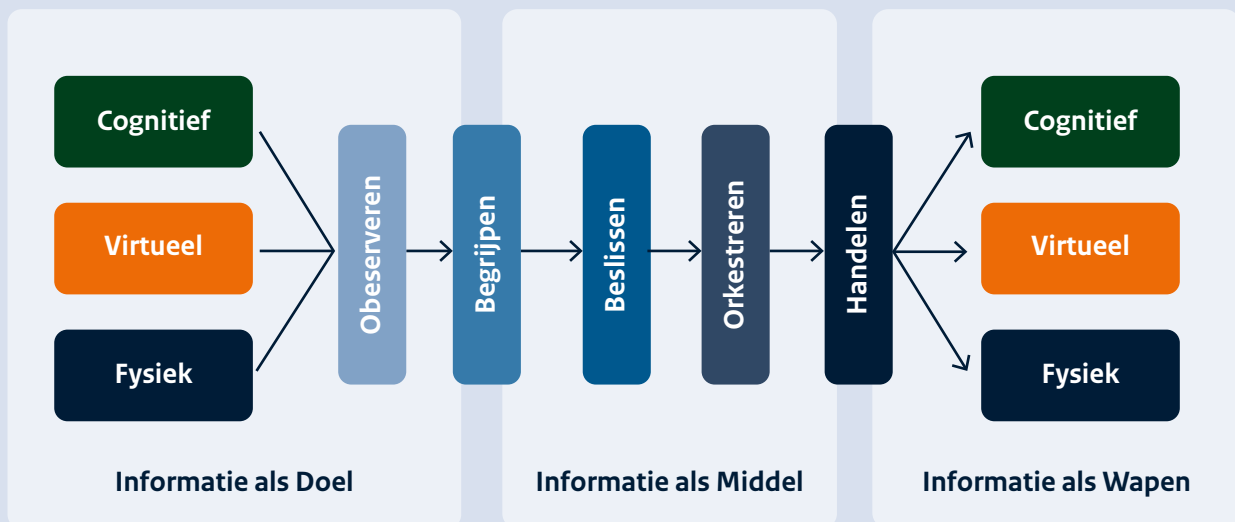 Cognitief
Virtueel
Fysiek
Obeserveren
Begrijpen
Beslissen
Orkestreren
Handelen
Cognitief
Virtueel
Fysiek
Informatie als Doel
Informatie als Middel
Informatie als Wapen